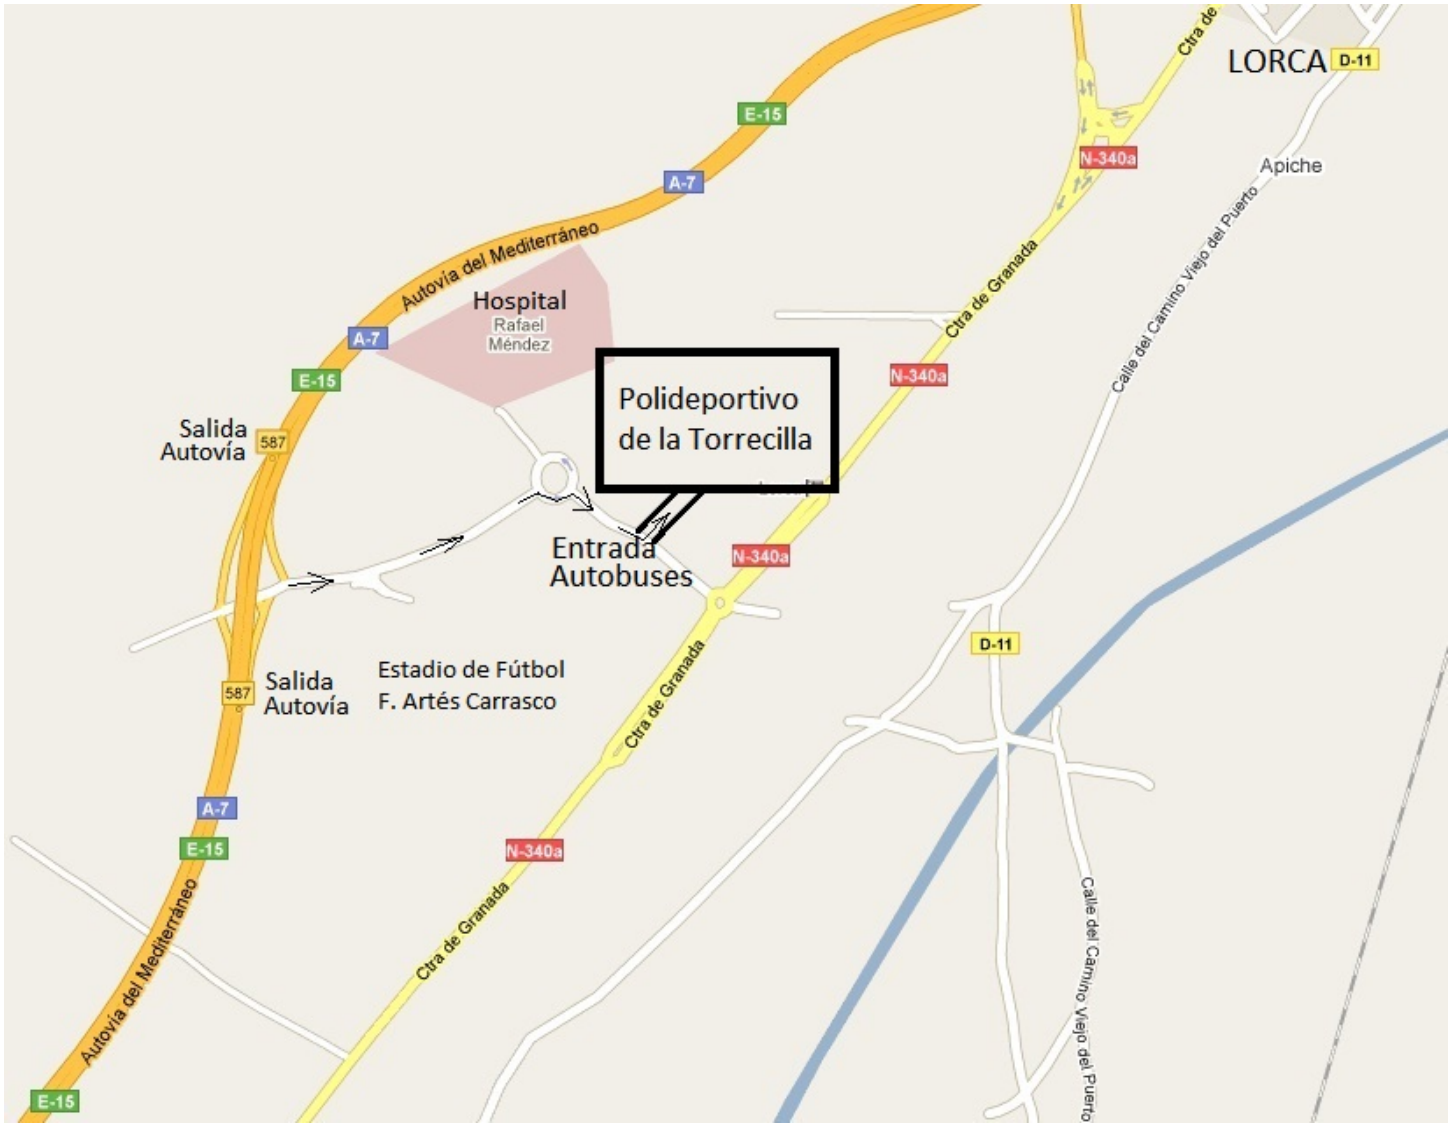 Ctra de
LORCA
D-11
E-15
N-340a
Apiche
A-7
Autovía del Mediterráneo
Calle del Camino Viejo del Puerto
Ctra de Granada
Hospital
Rafael
Méndez
A-7
E-15
N-340a
Polideportivo
de la Torrecilla
Salida
Autovía
587
Entrada
Autobuses
N-340a
D-11
Estadio de Fútbol
F. Artés Carrasco
587
Salida
Autovía
Ctra de Granada
A-7
E-15
N-340a
Autovía del Mediterráneo
Ctra de Granada
Calle del Camino Viejo del Puerto
E-15